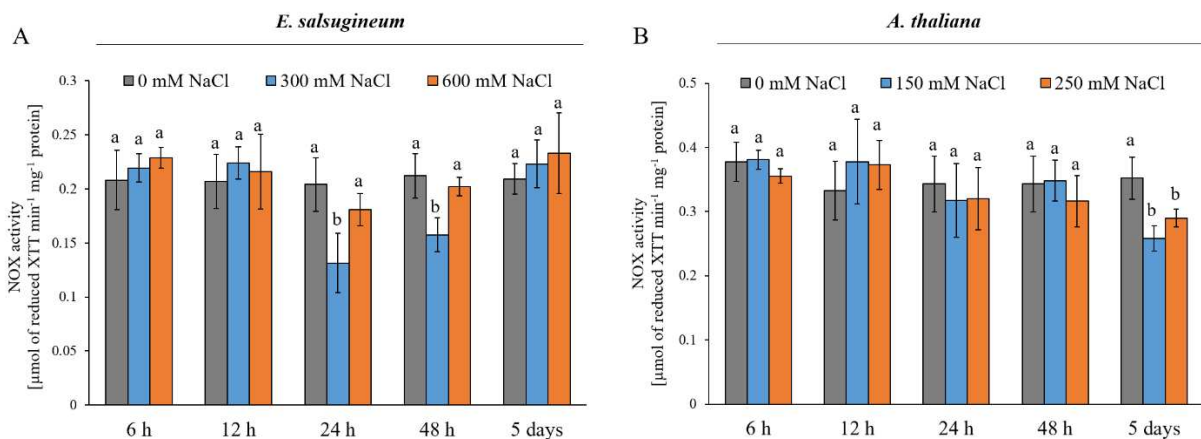 E. salsuginem
A
0 mM NaCl 300 mM NaCl 600 mM NaCl
NOX activity
[µmol of reduced XTT min⁻¹ mg⁻¹ protein]
0.3
0.25
0.2
0.15
0.1
0.05
0
a a a a a a a b a a b a a a a
6 h 12 h 24 h 48 h 5 days
A. thaliana
B
0 mM NaCl 150 mM NaCl 250 mM NaCl
NOX activity
[µmol of reduced XTT min⁻¹ mg⁻¹ protein]
0.5
0.4
0.3
0.2
0.1
0
a a a a a a a a a a a a a b b
6 h 12 h 24 h 48 h 5 days